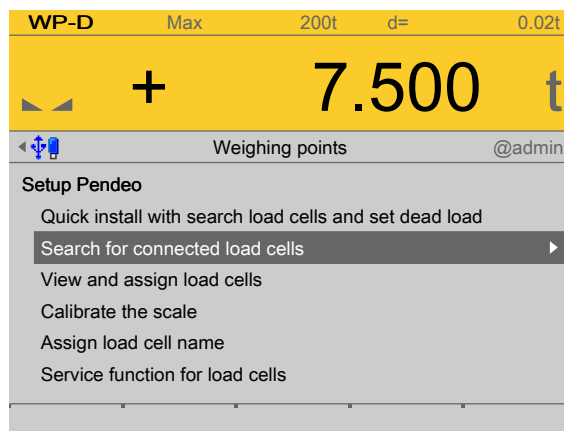 WP-D Max 200t d= 0.02t
+ 7.500 t
Weighing points @admin
Setup Pendeo
Quick install with search load cells and set dead load
Search for connected load cells
View and assign load cells
Calibrate the scale
Assign load cell name
Service function for load cells